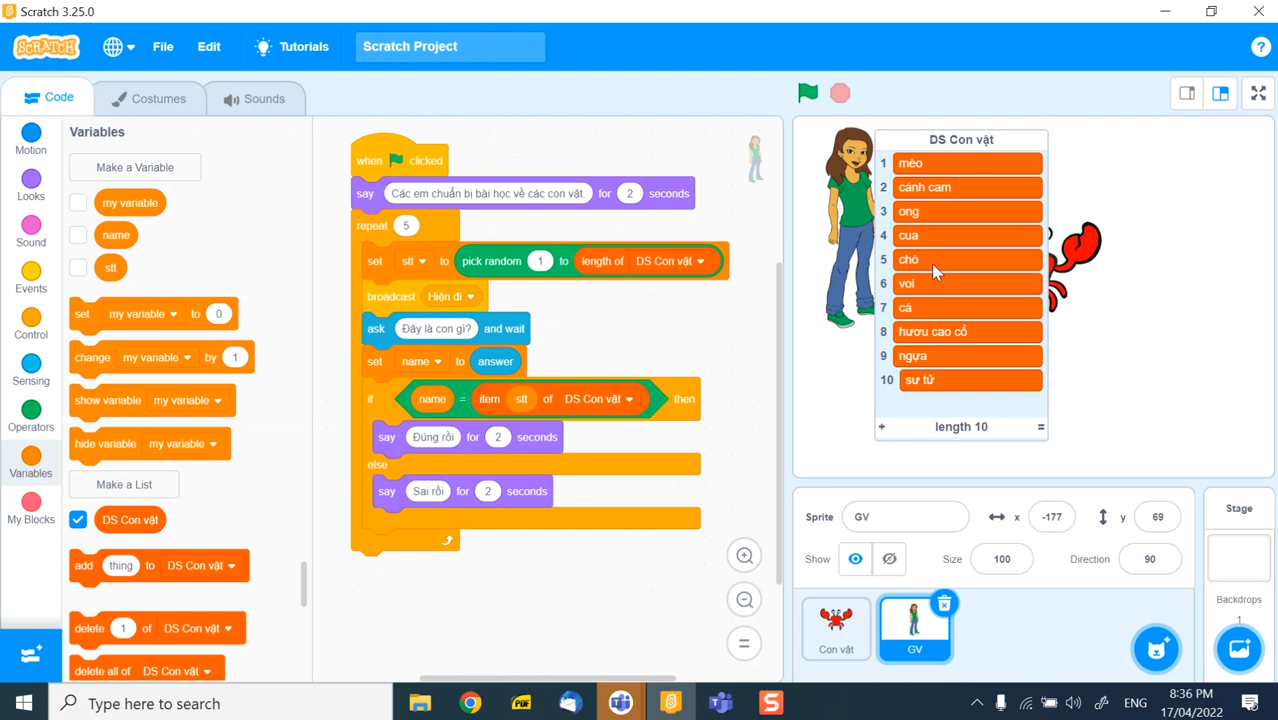 Scratch 3.25.0
SCRATCH File Edit Tutorials Scratch Project ?
Code Costumes Sounds
Motion
Looks
Sound
Events
Control
Sensing
Operators
Variables
My Blocks
Variables
Make a Variable
my variable
name
stt
set my variable to 0
change my variable by 1
show variable my variable
hide variable my variable
Make a List
DS Con vật
add thing to DS Con vật
delete 1 of DS Con vật
delete all of DS Con vật
when clicked
say Các em chuẩn bị bài học về các con vật. for 2 seconds
repeat 5
set stt to pick random 1 to length of DS Con vật
broadcast Hiện đi
ask Đây là con gì? and wait
set name to answer
if name = item stt of DS Con vật then
say Đúng rồi for 2 seconds
else
say Sai rồi for 2 seconds
DS Con vật
1 mèo
2 cánh cam
3 ong
4 cua
5 chó
6 voi
7 cá
8 hươu cao cổ
9 ngựa
10 sư tử
+ length 10 =
Sprite GV x -177 y 69
Show Size 100 Direction 90
Con vật
GV
Stage
Backdrops
1
Type here to search
PDF
S
ENG
8:36 PM
17/04/2022